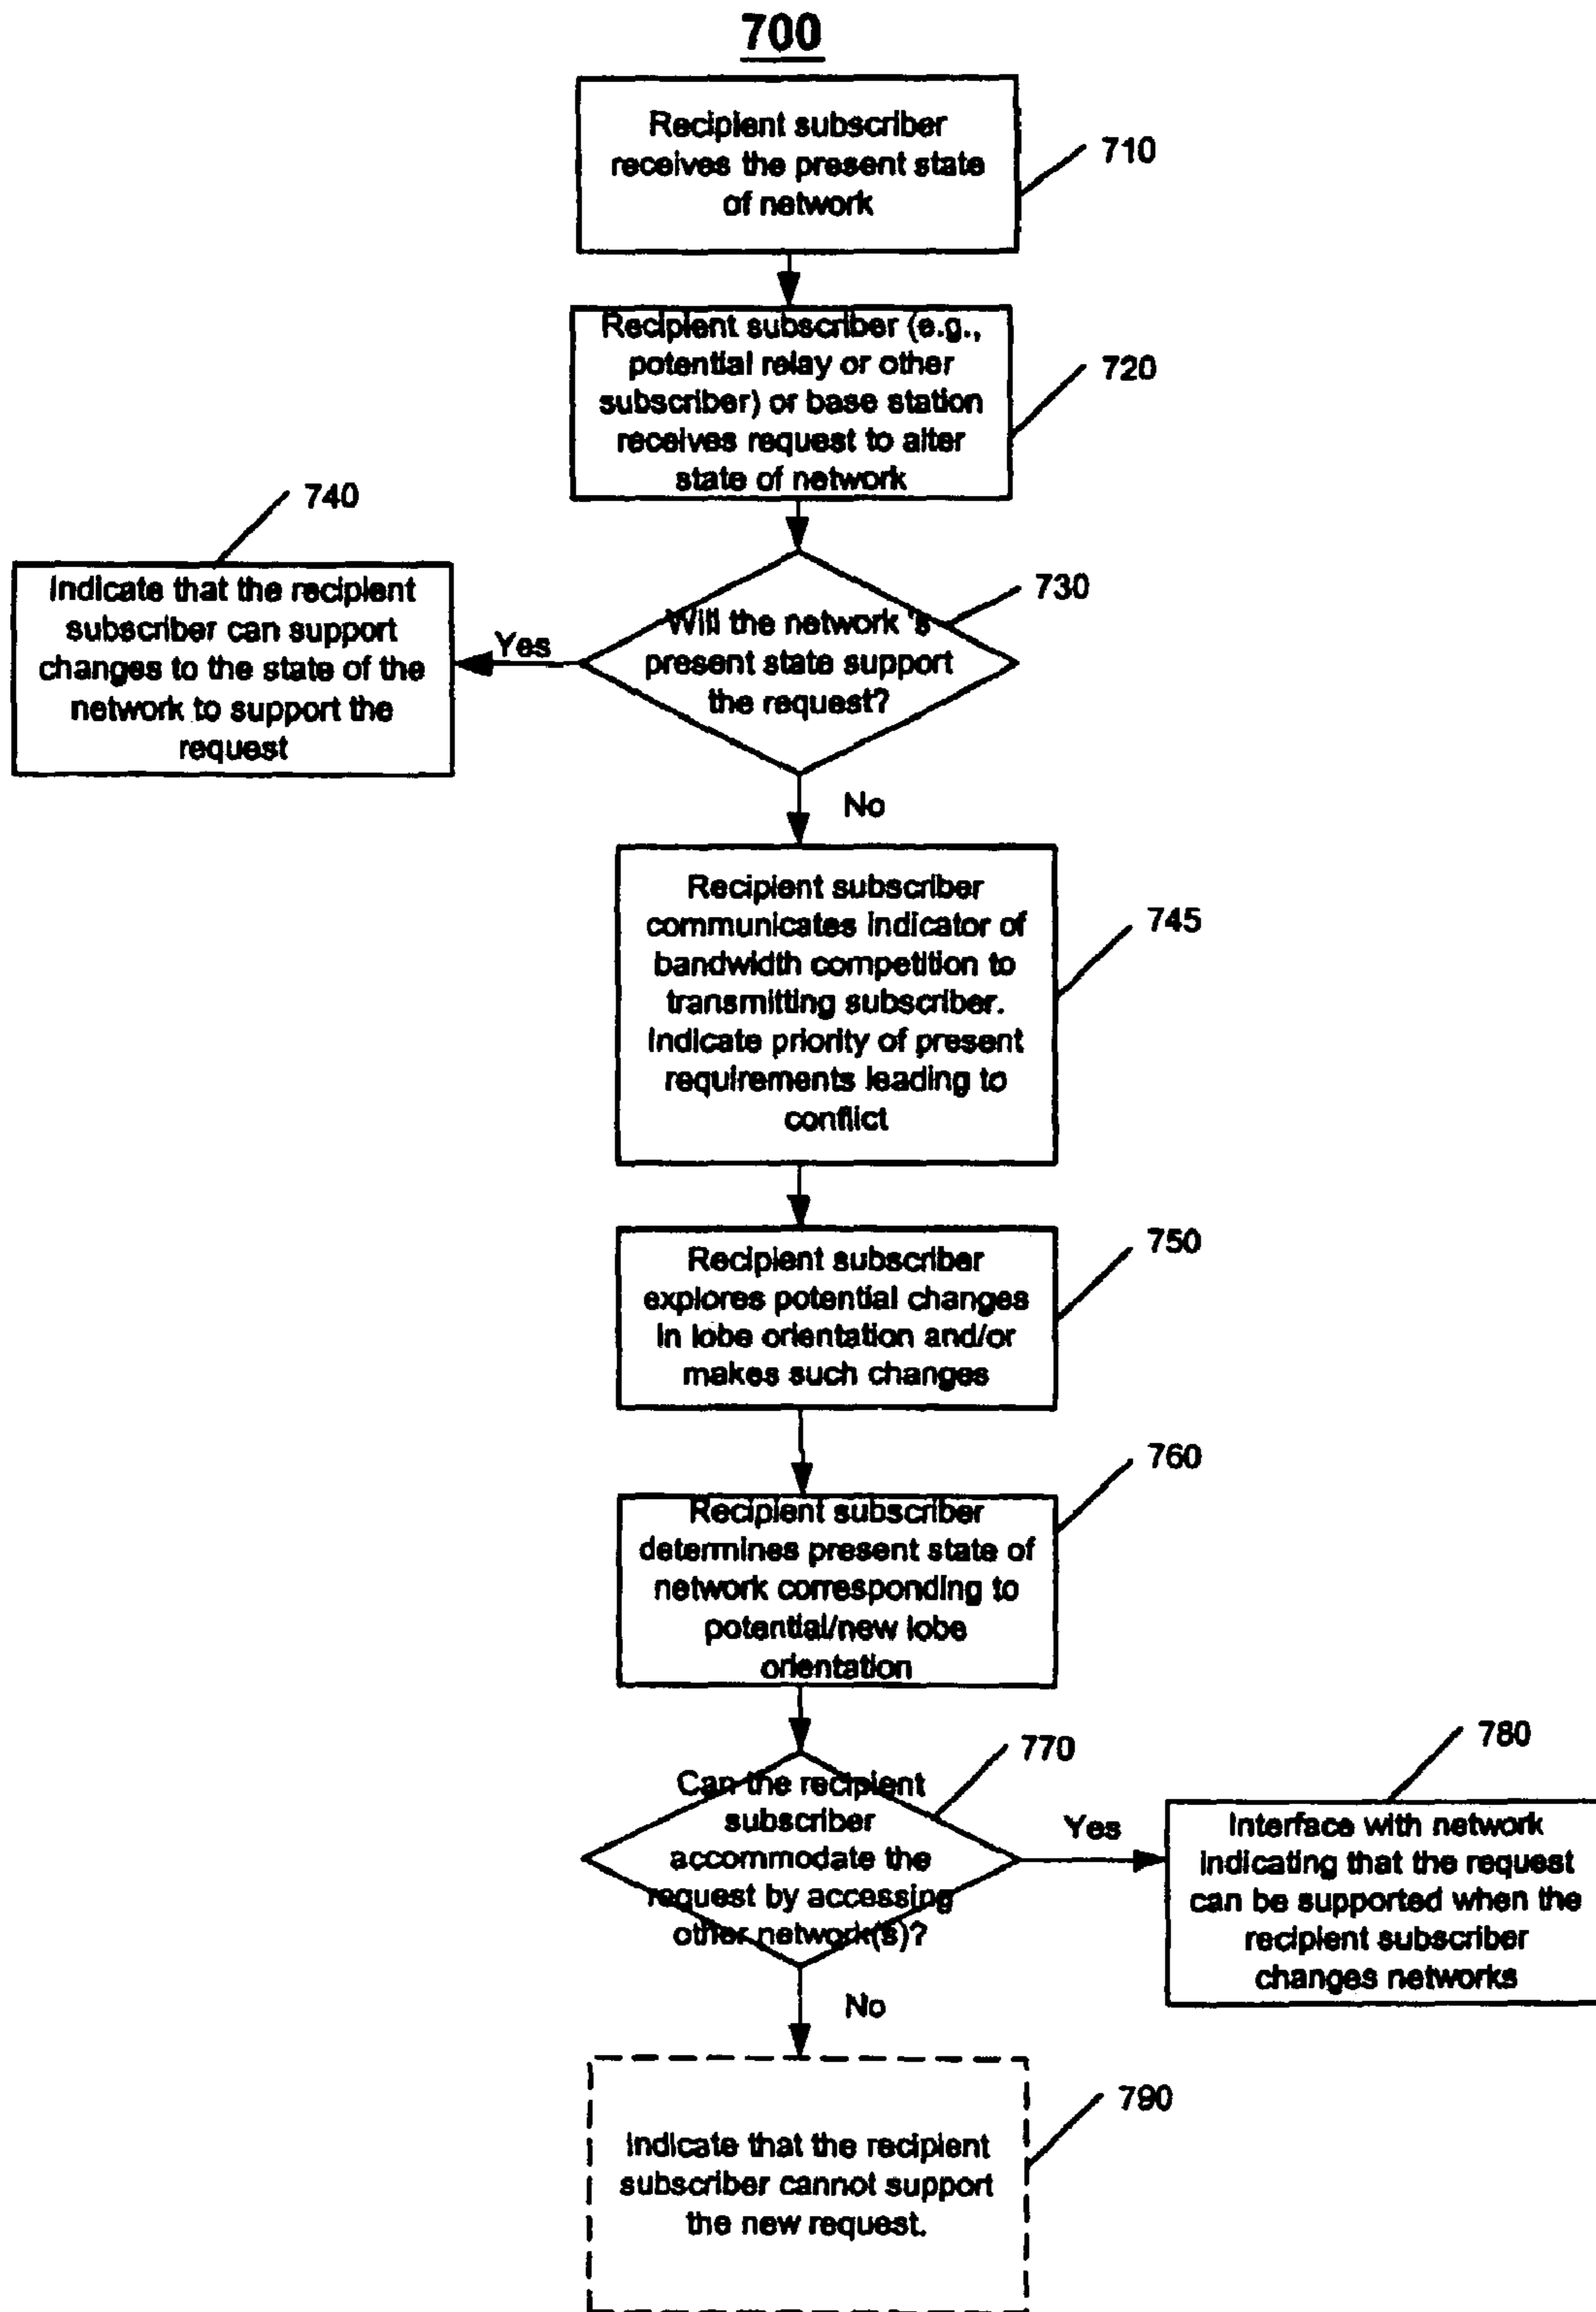 700
Recipient subscriber
receives the present state
of network
710
Recipient subscriber (e.g.,
potential relay or other
subscriber) or base station
receives request to alter
state of network
720
740
Indicate that the recipient
subscriber can support
changes to the state of the
network to support the
request
Yes
730
Will the network 's
present state support
the request?
No
Recipient subscriber
communicates indicator of
bandwidth competition to
transmitting subscriber.
Indicate priority of present
requirements leading to
conflict
745
Recipient subscriber
explores potential changes
in lobe orientation and/or
makes such changes
750
Recipient subscriber
determines present state of
network corresponding to
potential/new lobe
orientation
760
Can the recipient
subscriber
accommodate the
request by accessing
other network(s)?
770
Yes
780
Interface with network
indicating that the request
can be supported when the
recipient subscriber
changes networks
No
Indicate that the recipient
subscriber cannot support
the new request.
790